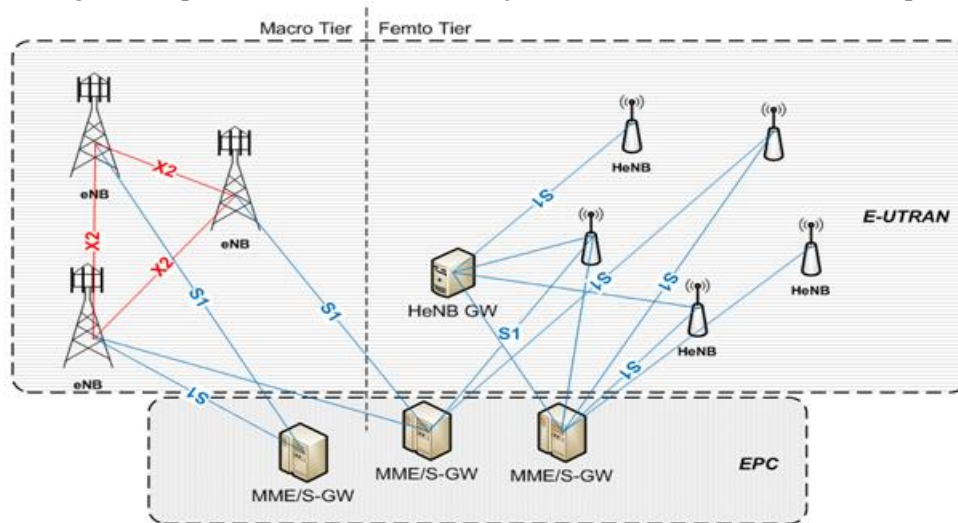 Macro Tier
Femto Tier
X2
eNB
eNB
X2
X2
S1
S1
eNB
S1
HeNB
S1
E-UTRAN
HeNB GW
S1
S1
S1
HeNB
HeNB
S1
MME/S-GW
MME/S-GW
MME/S-GW
EPC